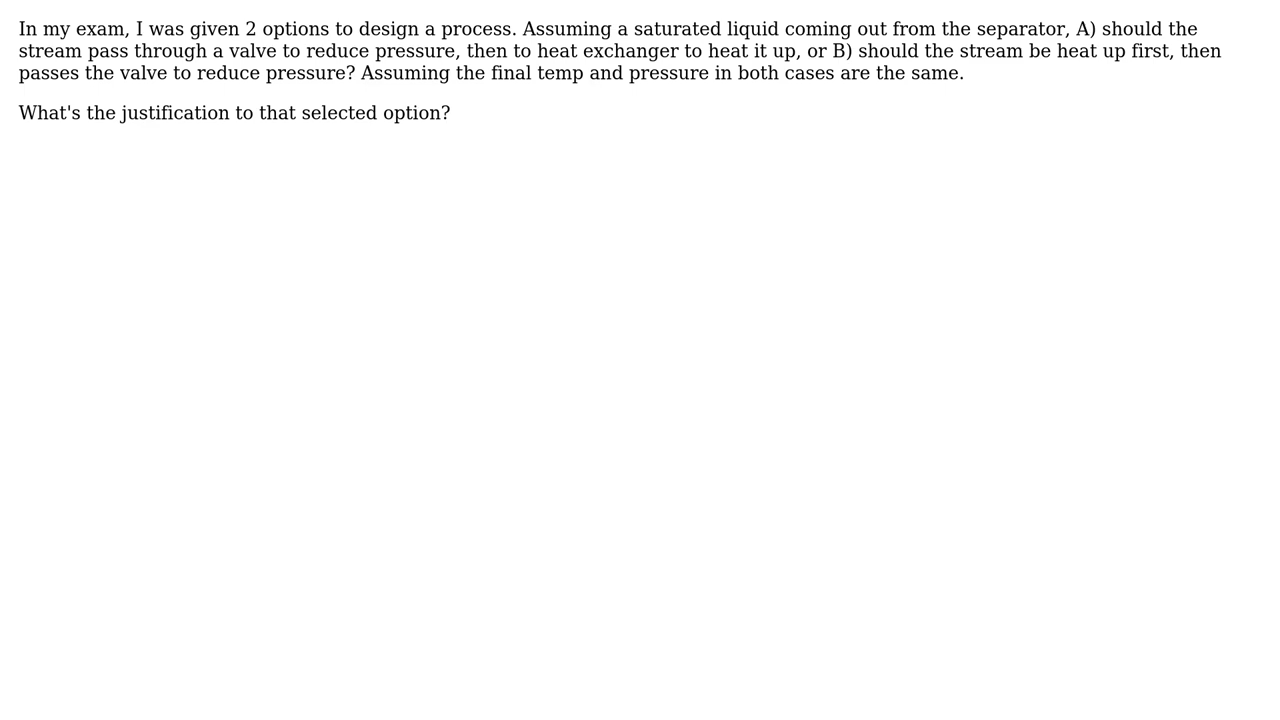 In my exam, I was given 2 options to design a process. Assuming a saturated liquid coming out from the separator, A) should the
stream pass through a valve to reduce pressure, then to heat exchanger to heat it up, or B) should the stream be heat up first, then
passes the valve to reduce pressure? Assuming the final temp and pressure in both cases are the same.
What's the justification to that selected option?